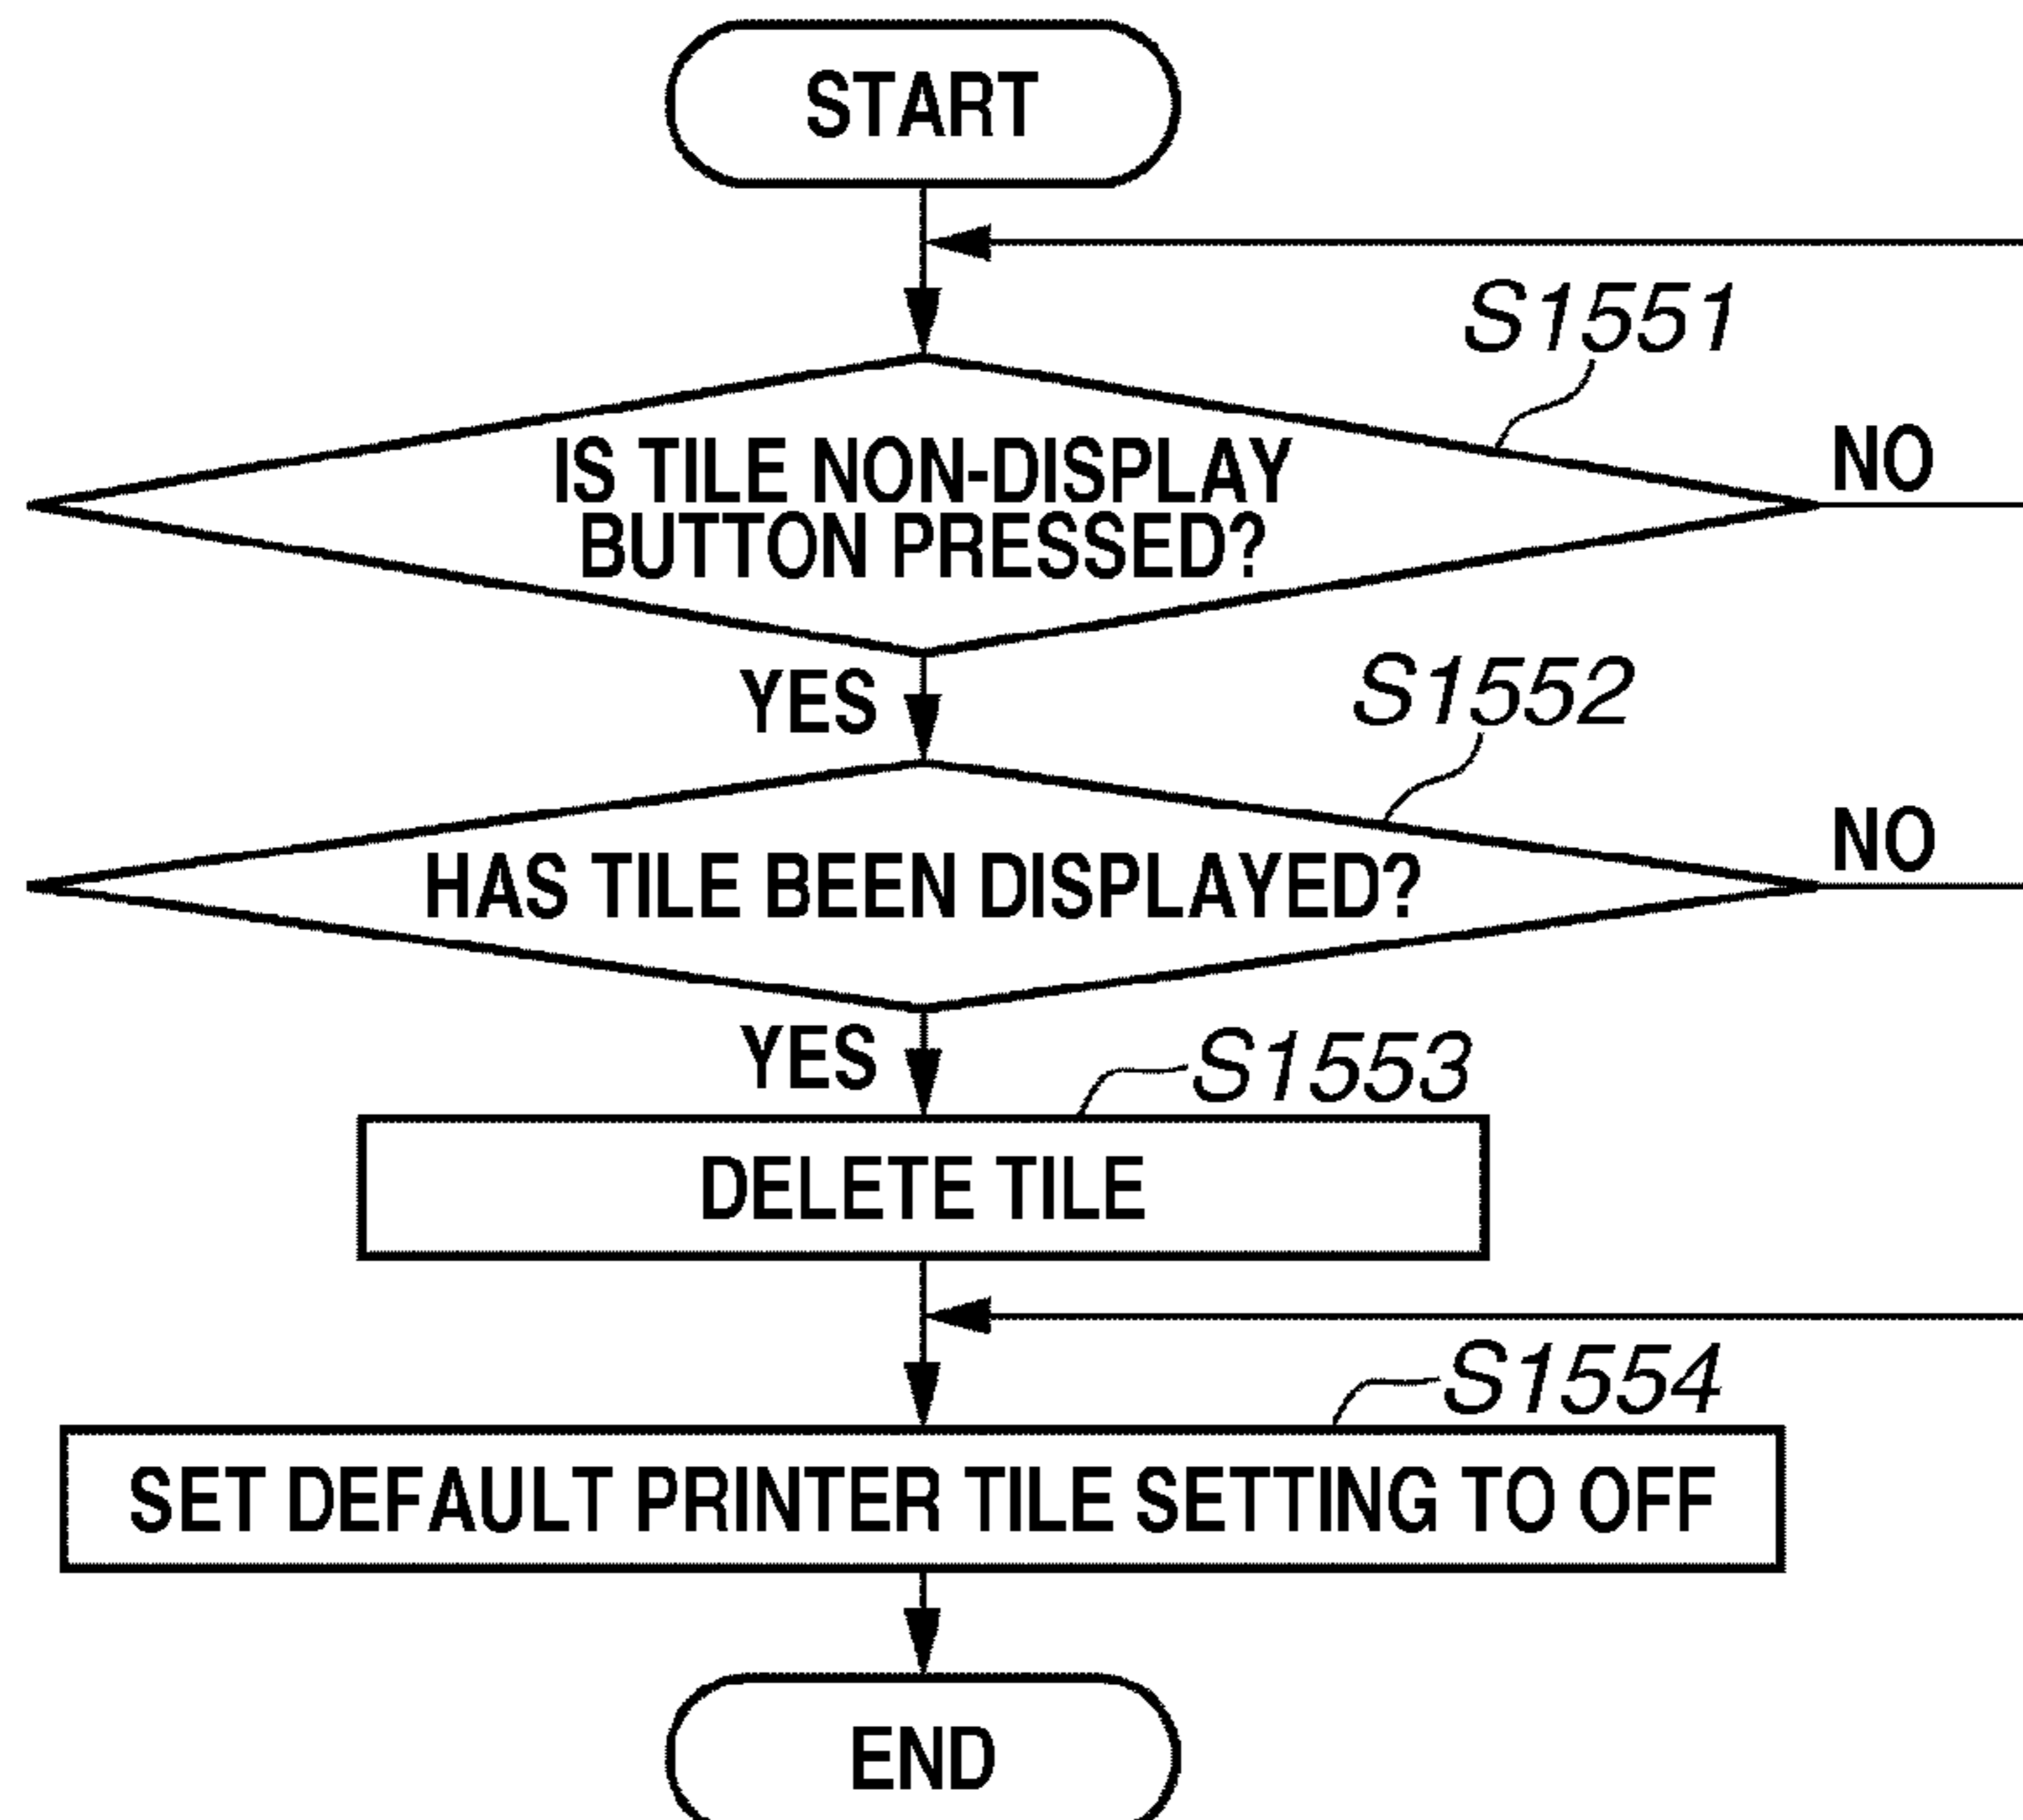 START
S1551
IS TILE NON-DISPLAY
BUTTON PRESSED?
NO
YES
S1552
HAS TILE BEEN DISPLAYED?
NO
YES
S1553
DELETE TILE
S1554
SET DEFAULT PRINTER TILE SETTING TO OFF
END